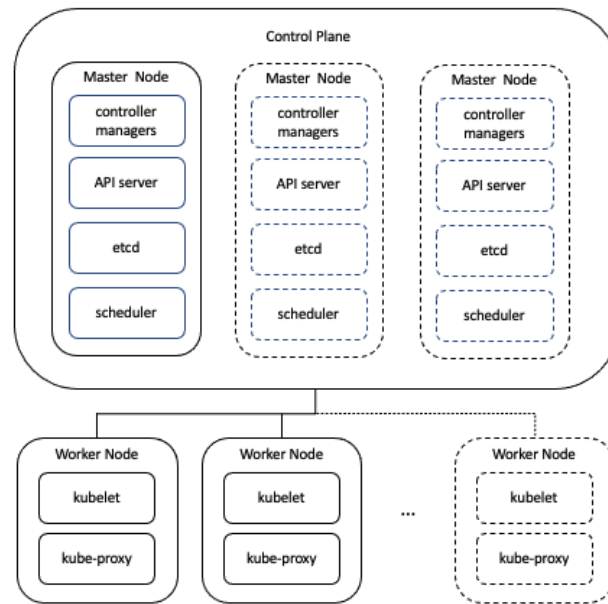 Control Plane
Master Node
controller
managers
API server
etcd
scheduler
Master Node
controller
managers
API server
etcd
scheduler
Master Node
controller
managers
API server
etcd
scheduler
Worker Node
kubelet
kube-proxy
Worker Node
kubelet
kube-proxy
...
Worker Node
kubelet
kube-proxy